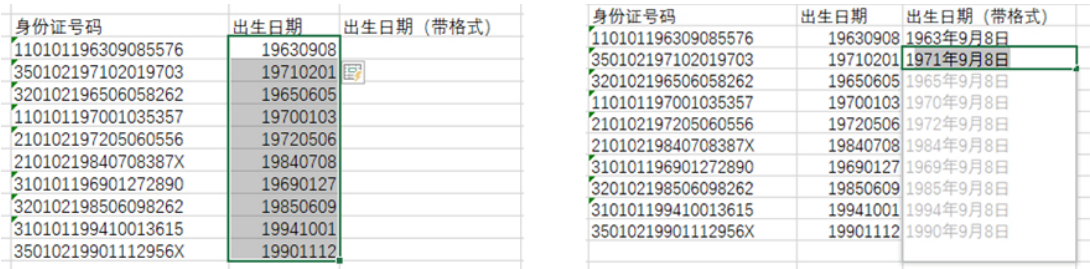 身份证号码 出生日期 出生日期（带格式）
110101196309085576 19630908
350102197102019703 19710201
320102196506058262 19650605
110101197001035357 19700103
210102197205060556 19720506
21010219840708387X 19840708
310101196901272890 19690127
320102198506098262 19850609
310101199410013615 19941001
35010219901112956X 19901112
身份证号码 出生日期 出生日期（带格式）
110101196309085576 19630908 1963年9月8日
350102197102019703 19710201 1971年9月8日
320102196506058262 19650605 1965年9月8日
110101197001035357 19700103 1970年9月8日
210102197205060556 19720506 1972年9月8日
21010219840708387X 19840708 1984年9月8日
310101196901272890 19690127 1969年9月8日
320102198506098262 19850609 1985年9月8日
310101199410013615 19941001 1994年9月8日
35010219901112956X 19901112 1990年9月8日